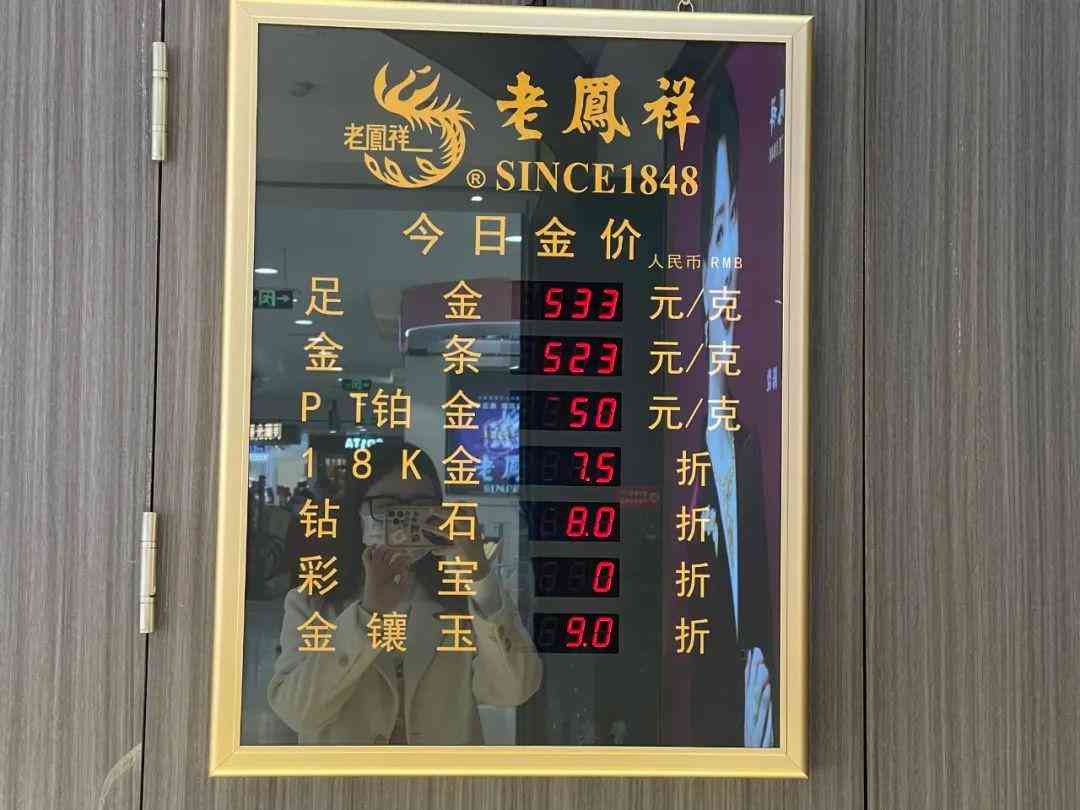 老鳳祥
老鳳祥
® SINCE1848
今日金价
人民币 RMB
足金 533 元/克
金条 523 元/克
PT铂金 50 元/克
18K金 7.5 折
钻石 8.0 折
彩宝 0 折
金镶玉 9.0 折